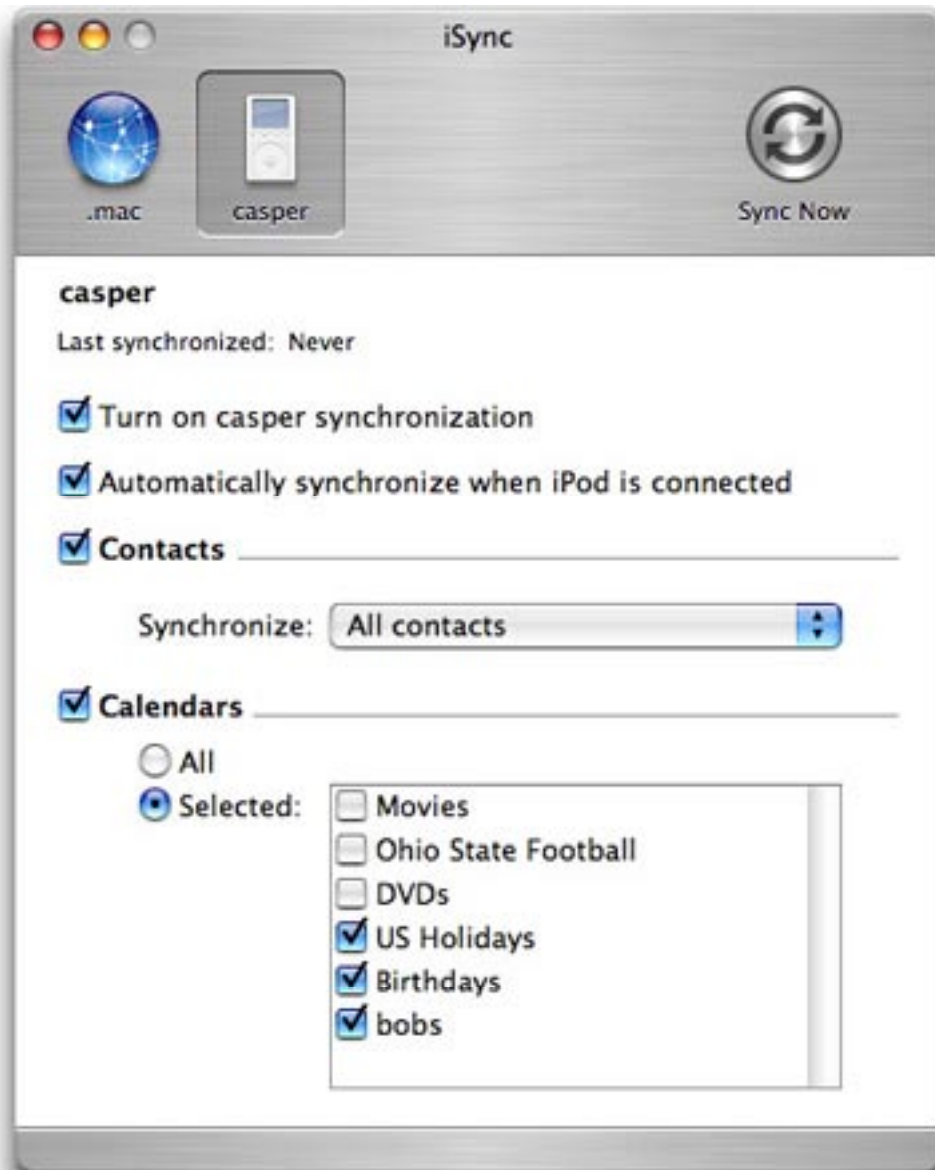 iSync
.mac
casper
Sync Now
casper
Last synchronized: Never
Turn on casper synchronization
Automatically synchronize when iPod is connected
Contacts
Synchronize: All contacts
Calendars
All
Selected:
Movies
Ohio State Football
DVDs
US Holidays
Birthdays
bobs